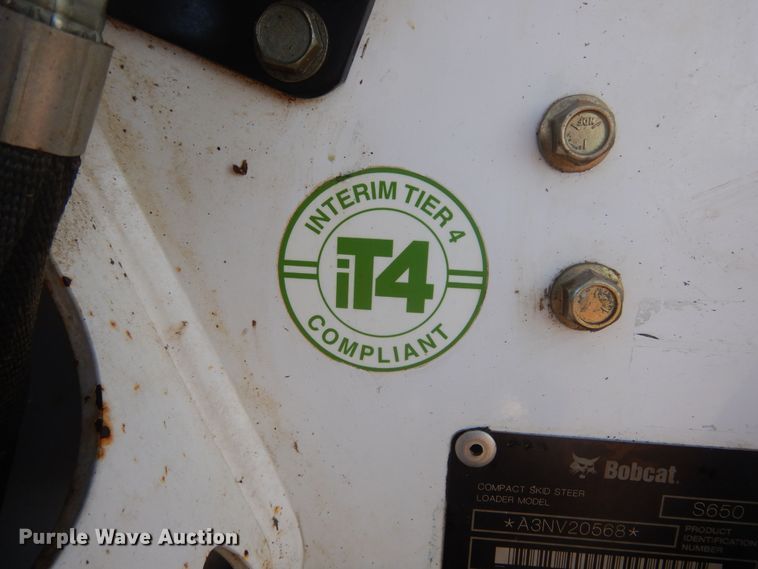 INTERIM TIER 4
iT4
COMPLIANT
Bobcat
COMPACT SKID STEER
LOADER MODEL
S650
*A3NV20568*
PRODUCT
IDENTIFICATION
NUMBER
Purple Wave Auction